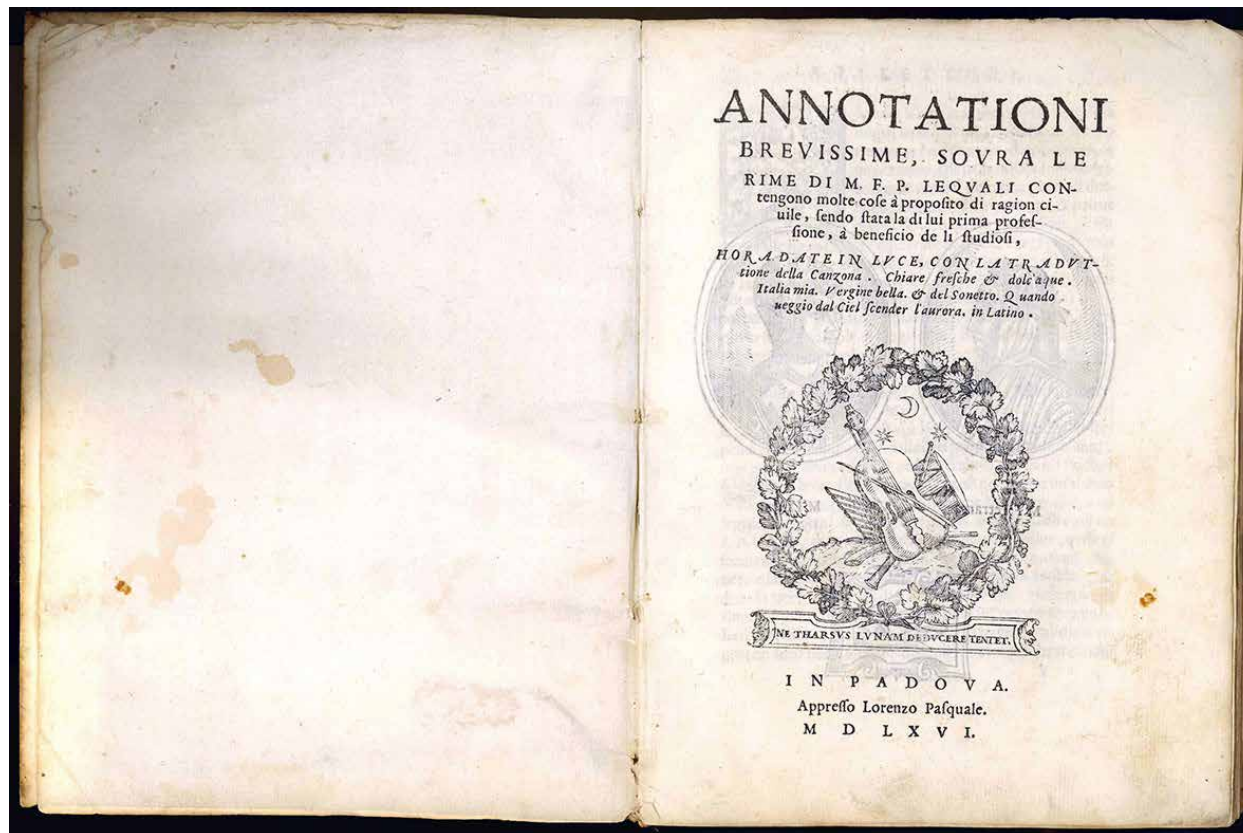 ANNOTATIONI
BREVISSIME, SOVRA LE
RIME DI M. F. P. LEQVALI CON-
tengono molte coſe à propoſito di ragion ci-
uile, ſendo ſtata la di lui prima profeſ-
ſione, à beneficio de li ſtudioſi,
HORA DATE IN LVCE, CON LA TRADVT-
tione della Canzona. Chiare freſche & dolc'aque.
Italia mia. Vergine bella. & del Sonetto. Quando
ueggio dal Ciel ſcender l'aurora. in Latino.
NE THARSVS LVNAM DEDVCERE TENTET.
IN PADOVA.
Appreſſo Lorenzo Paſquale.
M D LXVI.